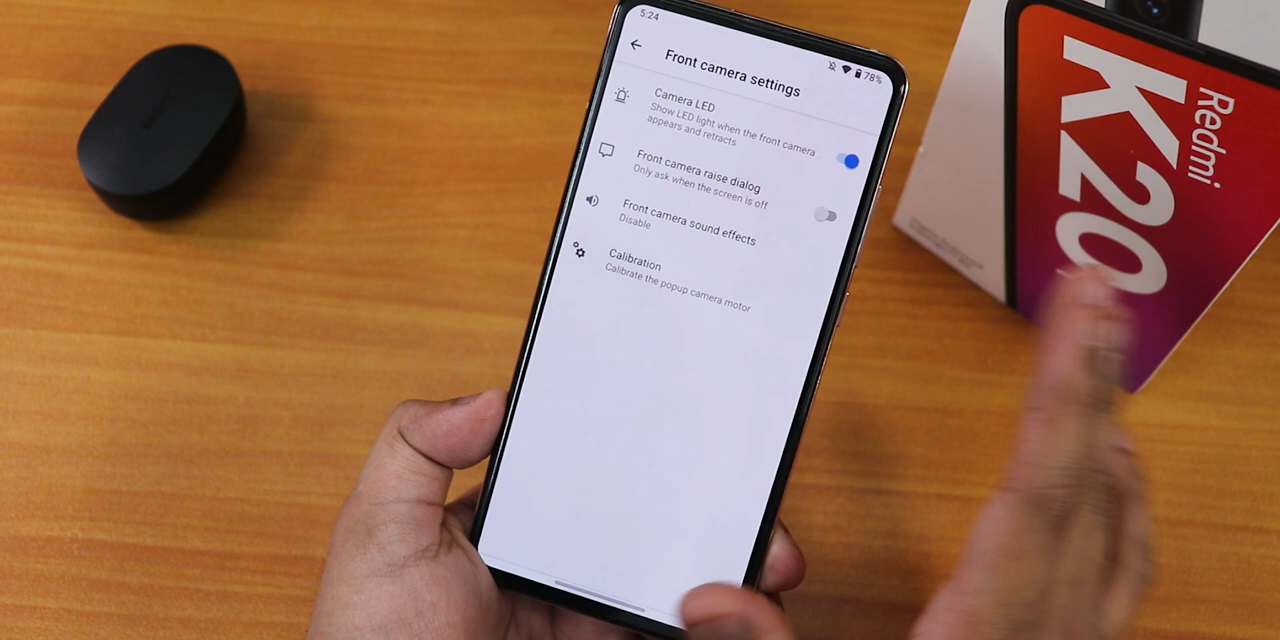 5:24
78%
Front camera settings
Camera LED
Show LED light when the front camera
appears and retracts
Front camera raise dialog
Only ask when the screen is off
Front camera sound effects
Disable
Calibration
Calibrate the popup camera motor
Redmi
K20